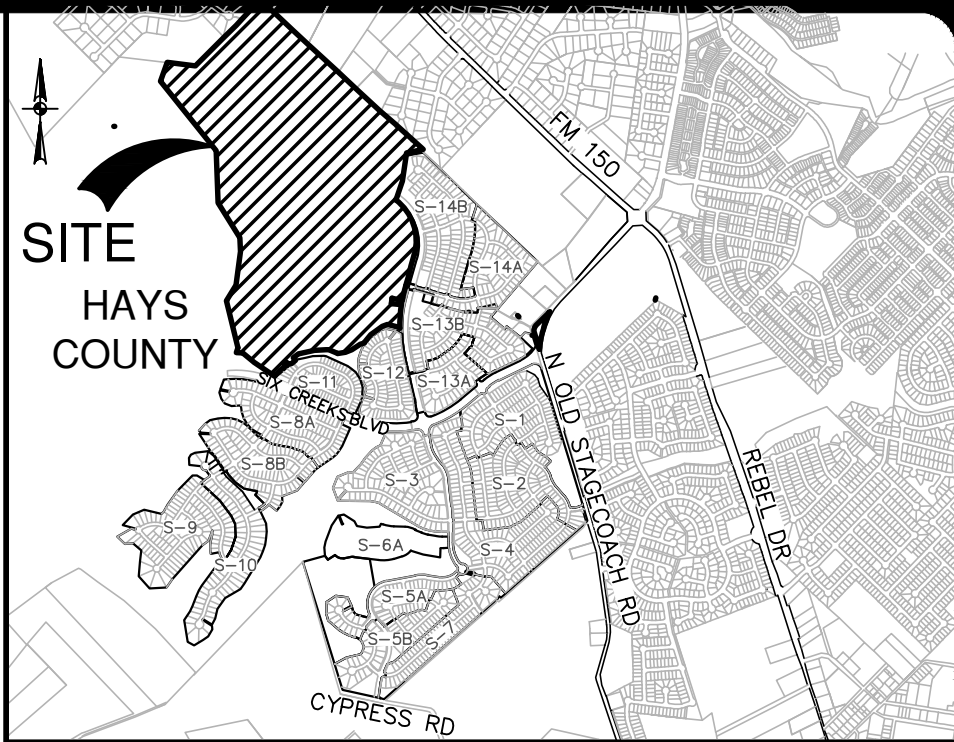 FM 150
S-14B
SITE
S-14A
HAYS
COUNTY
S-13B
S-11
S-12
S-13A
SIX CREEKS BLVD
S-8A
S-1
N OLD STAGECOACH RD
S-8B
S-3
S-2
REBEL DR
S-9
S-6A
S-4
S-10
S-5A
S-5B
S-7
CYPRESS RD